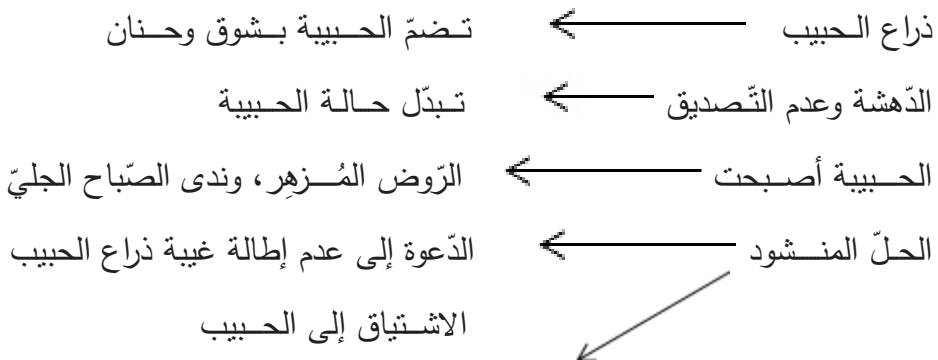 ذراع الحبيب تضمّ الحبيبة بشوق وحنان
الدّهشة وعدم التّصديق تبدّل حالة الحبيبة
الحبيبة أصبحت الرّوض المُزهِر، وندى الصّباح الجليّ
الحلّ المنشود الدّعوة إلى عدم إطالة غيبة ذراع الحبيب
الاشتياق إلى الحبيب